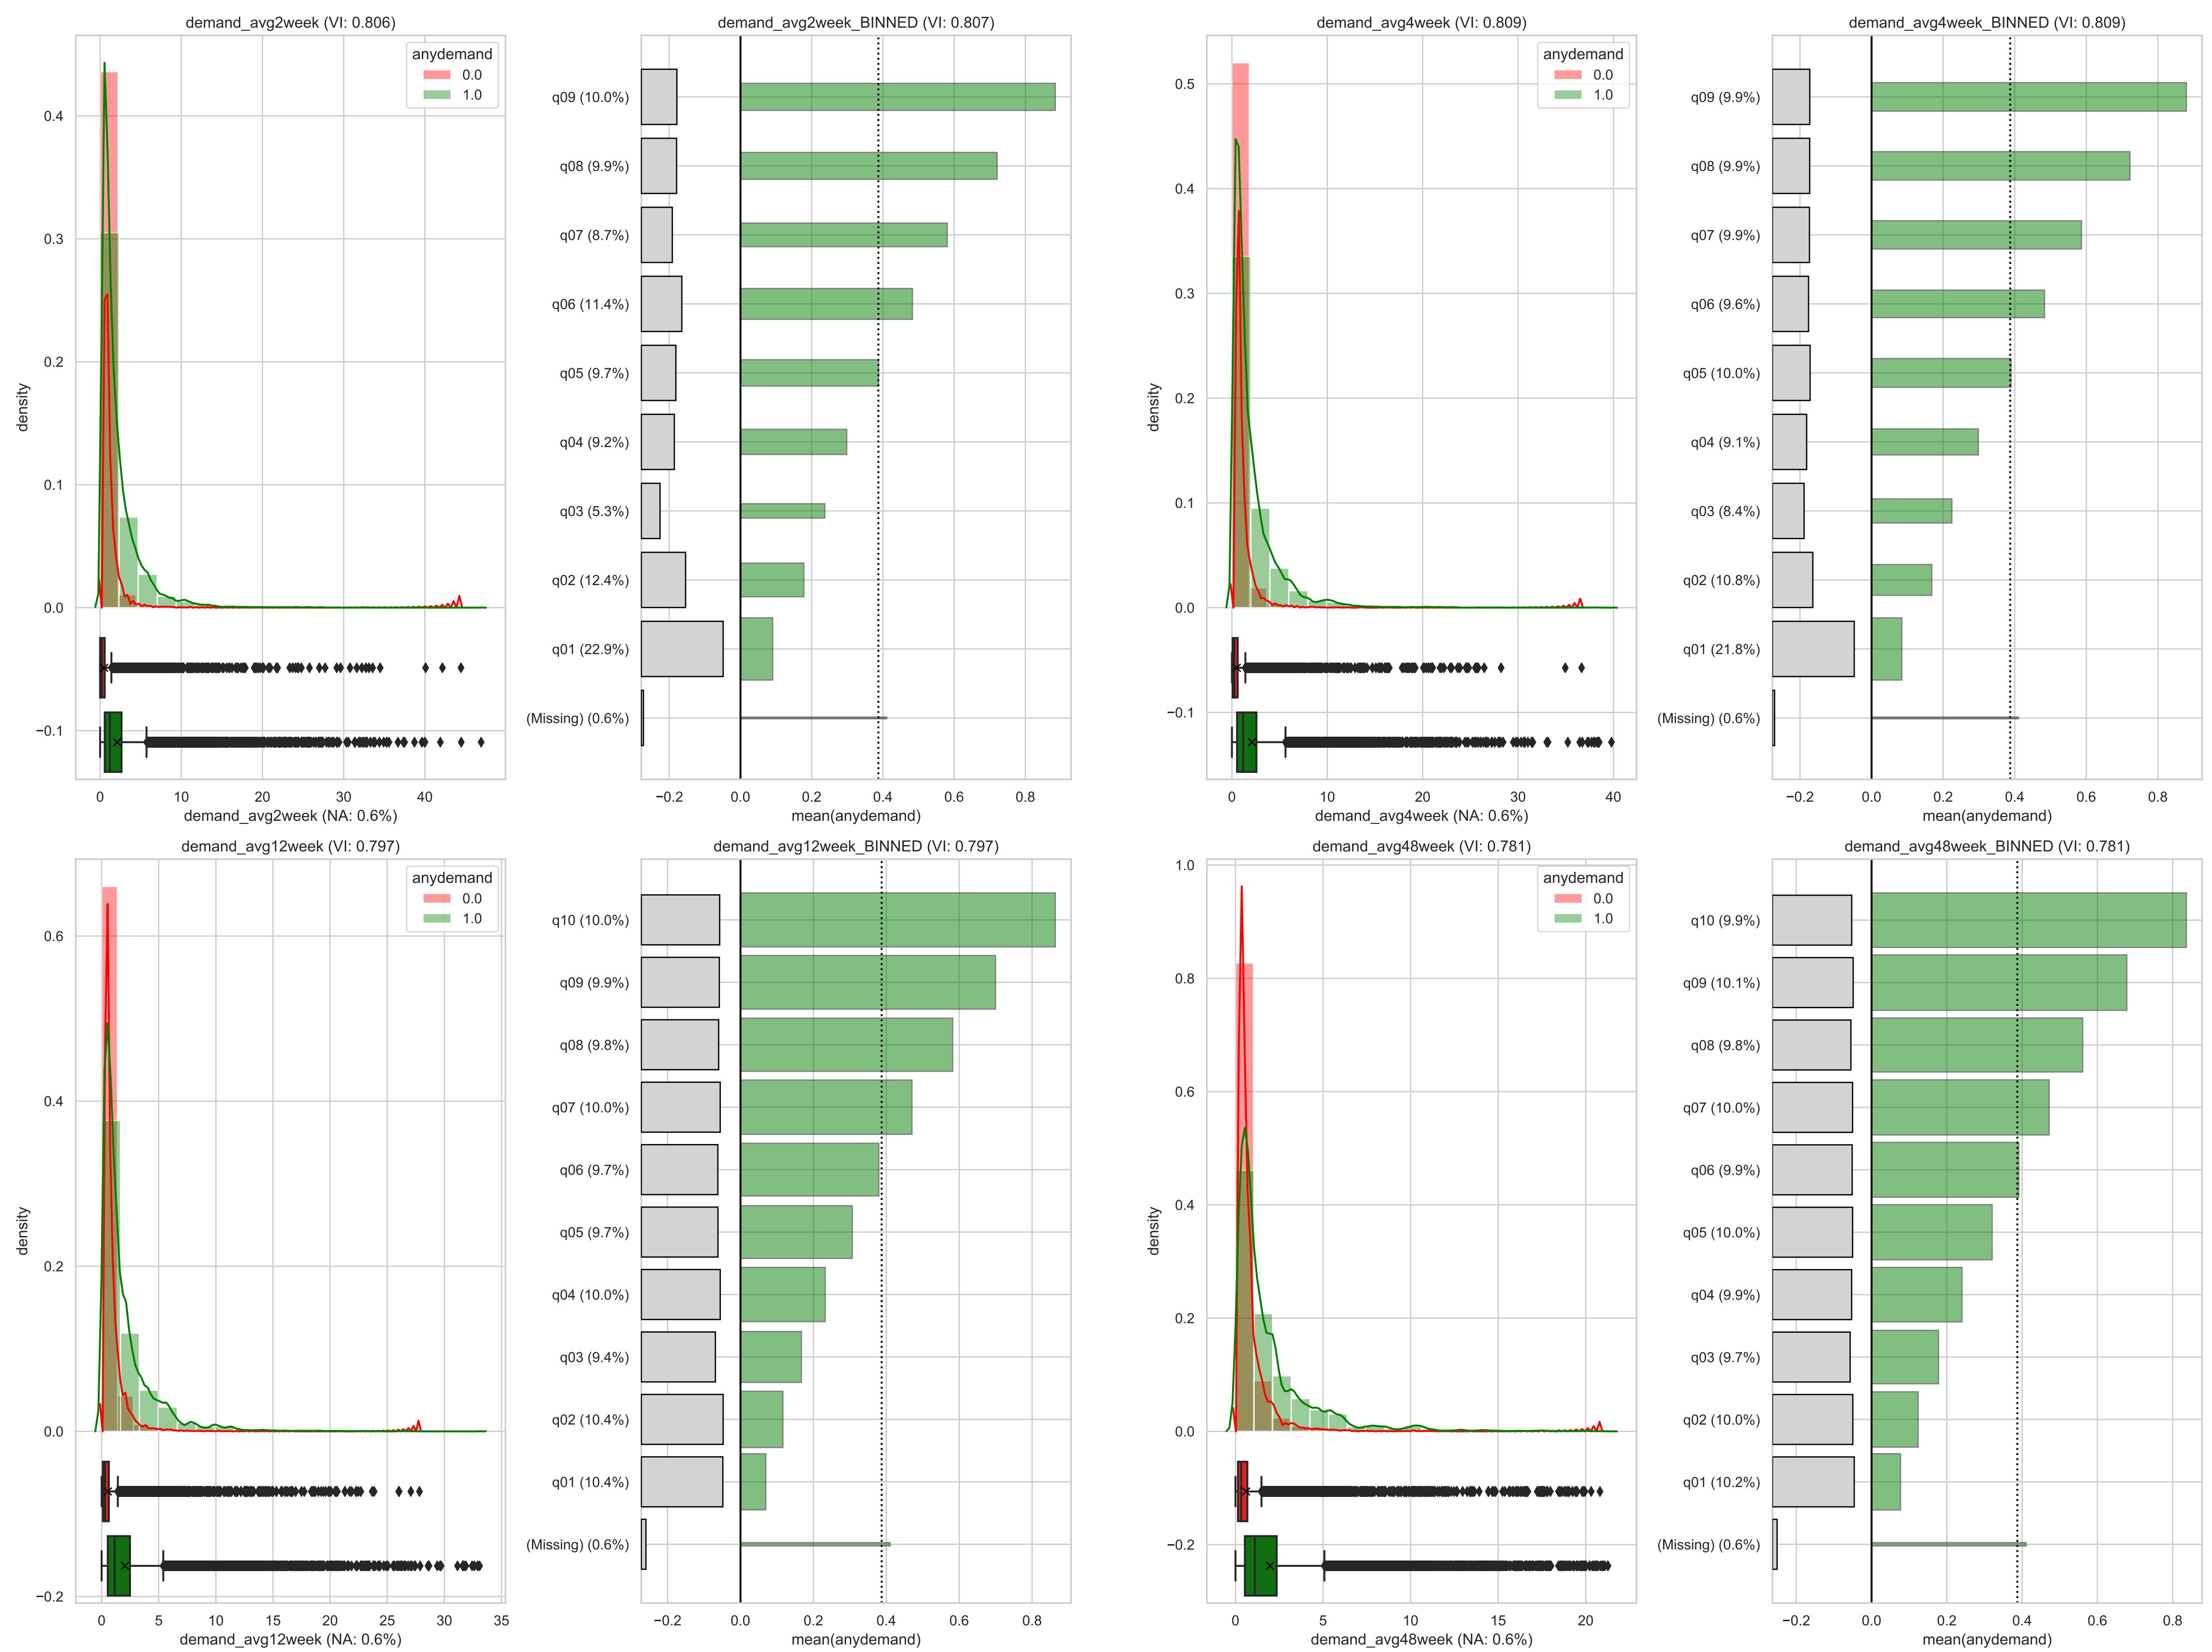 demand_avg2week (VI: 0.806)
anydemand
0.0
1.0
0.4
0.3
0.2
0.1
0.0
−0.1
density
0 10 20 30 40
demand_avg2week (NA: 0.6%)
demand_avg2week_BINNED (VI: 0.807)
q09 (10.0%)
q08 (9.9%)
q07 (8.7%)
q06 (11.4%)
q05 (9.7%)
q04 (9.2%)
q03 (5.3%)
q02 (12.4%)
q01 (22.9%)
(Missing) (0.6%)
−0.2 0.0 0.2 0.4 0.6 0.8
mean(anydemand)
demand_avg4week (VI: 0.809)
anydemand
0.0
1.0
0.5
0.4
0.3
0.2
0.1
0.0
−0.1
density
0 10 20 30 40
demand_avg4week (NA: 0.6%)
demand_avg4week_BINNED (VI: 0.809)
q09 (9.9%)
q08 (9.9%)
q07 (9.9%)
q06 (9.6%)
q05 (10.0%)
q04 (9.1%)
q03 (8.4%)
q02 (10.8%)
q01 (21.8%)
(Missing) (0.6%)
−0.2 0.0 0.2 0.4 0.6 0.8
mean(anydemand)
demand_avg12week (VI: 0.797)
anydemand
0.0
1.0
0.6
0.4
0.2
0.0
−0.2
density
0 5 10 15 20 25 30 35
demand_avg12week (NA: 0.6%)
demand_avg12week_BINNED (VI: 0.797)
q10 (10.0%)
q09 (9.9%)
q08 (9.8%)
q07 (10.0%)
q06 (9.7%)
q05 (9.7%)
q04 (10.0%)
q03 (9.4%)
q02 (10.4%)
q01 (10.4%)
(Missing) (0.6%)
−0.2 0.0 0.2 0.4 0.6 0.8
mean(anydemand)
demand_avg48week (VI: 0.781)
anydemand
0.0
1.0
1.0
0.8
0.6
0.4
0.2
0.0
−0.2
density
0 5 10 15 20
demand_avg48week (NA: 0.6%)
demand_avg48week_BINNED (VI: 0.781)
q10 (9.9%)
q09 (10.1%)
q08 (9.8%)
q07 (10.0%)
q06 (9.9%)
q05 (10.0%)
q04 (9.9%)
q03 (9.7%)
q02 (10.0%)
q01 (10.2%)
(Missing) (0.6%)
−0.2 0.0 0.2 0.4 0.6 0.8
mean(anydemand)